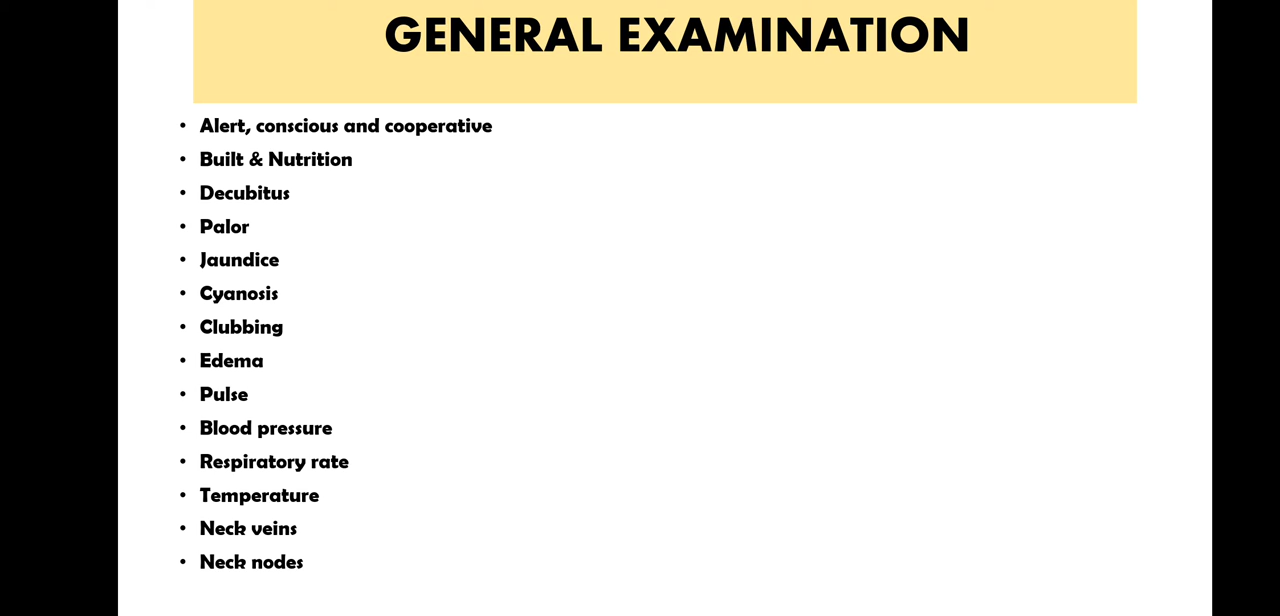 GENERAL EXAMINATION
• Alert, conscious and cooperative
• Built & Nutrition
• Decubitus
• Palor
• Jaundice
• Cyanosis
• Clubbing
• Edema
• Pulse
• Blood pressure
• Respiratory rate
• Temperature
• Neck veins
• Neck nodes